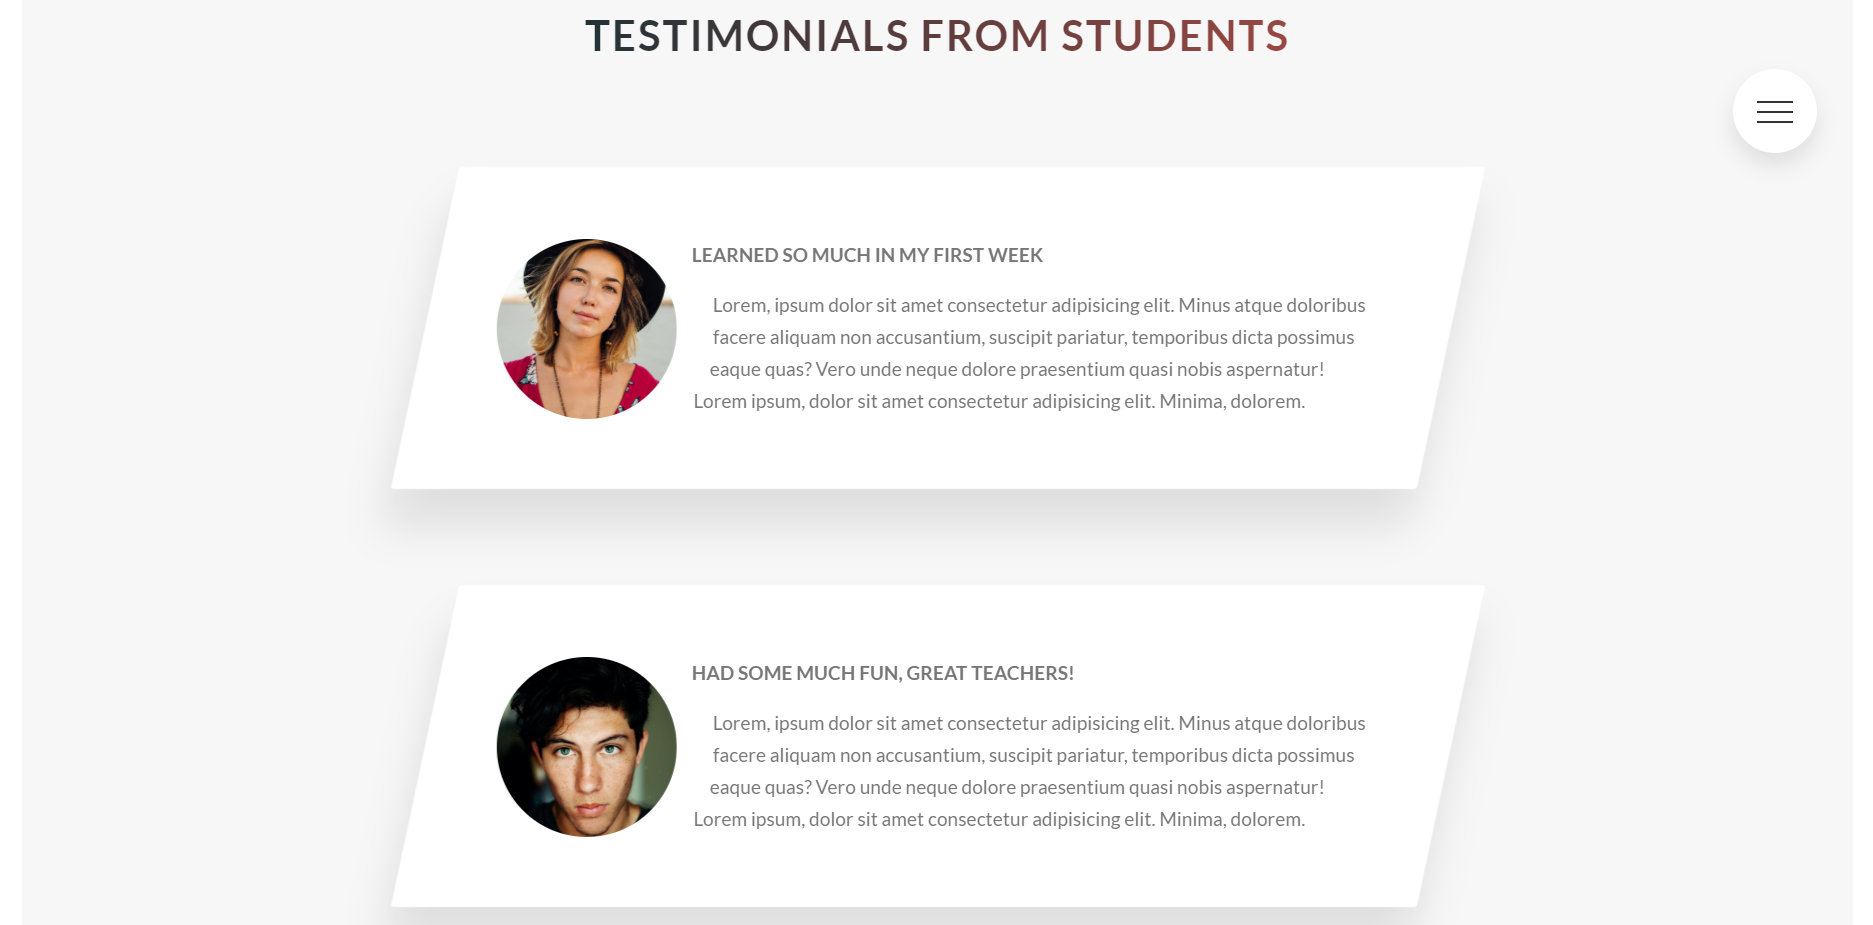 TESTIMONIALS FROM STUDENTS
LEARNED SO MUCH IN MY FIRST WEEK
Lorem, ipsum dolor sit amet consectetur adipisicing elit. Minus atque doloribus
facere aliquam non accusantium, suscipit pariatur, temporibus dicta possimus
eaque quas? Vero unde neque dolore praesentium quasi nobis aspernatur!
Lorem ipsum, dolor sit amet consectetur adipisicing elit. Minima, dolorem.
HAD SOME MUCH FUN, GREAT TEACHERS!
Lorem, ipsum dolor sit amet consectetur adipisicing elit. Minus atque doloribus
facere aliquam non accusantium, suscipit pariatur, temporibus dicta possimus
eaque quas? Vero unde neque dolore praesentium quasi nobis aspernatur!
Lorem ipsum, dolor sit amet consectetur adipisicing elit. Minima, dolorem.